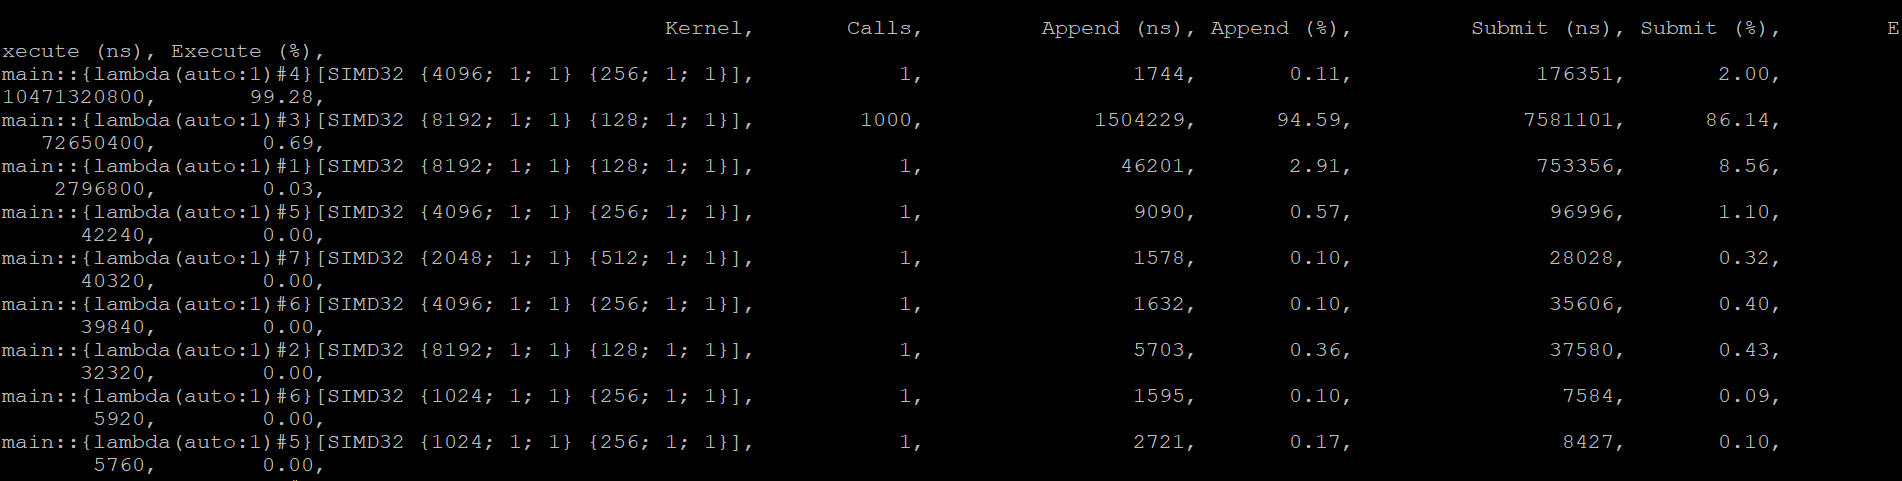 Kernel, Calls, Append (ns), Append (%), Submit (ns), Submit (%), E
xecute (ns), Execute (%),
main::{lambda(auto:1)#4}[SIMD32 {4096; 1; 1} {256; 1; 1}], 1, 1744, 0.11, 176351, 2.00,
10471320800, 99.28,
main::{lambda(auto:1)#3}[SIMD32 {8192; 1; 1} {128; 1; 1}], 1000, 1504229, 94.59, 7581101, 86.14,
72650400, 0.69,
main::{lambda(auto:1)#1}[SIMD32 {8192; 1; 1} {128; 1; 1}], 1, 46201, 2.91, 753356, 8.56,
2796800, 0.03,
main::{lambda(auto:1)#5}[SIMD32 {4096; 1; 1} {256; 1; 1}], 1, 9090, 0.57, 96996, 1.10,
42240, 0.00,
main::{lambda(auto:1)#7}[SIMD32 {2048; 1; 1} {512; 1; 1}], 1, 1578, 0.10, 28028, 0.32,
40320, 0.00,
main::{lambda(auto:1)#6}[SIMD32 {4096; 1; 1} {256; 1; 1}], 1, 1632, 0.10, 35606, 0.40,
39840, 0.00,
main::{lambda(auto:1)#2}[SIMD32 {8192; 1; 1} {128; 1; 1}], 1, 5703, 0.36, 37580, 0.43,
32320, 0.00,
main::{lambda(auto:1)#6}[SIMD32 {1024; 1; 1} {256; 1; 1}], 1, 1595, 0.10, 7584, 0.09,
5920, 0.00,
main::{lambda(auto:1)#5}[SIMD32 {1024; 1; 1} {256; 1; 1}], 1, 2721, 0.17, 8427, 0.10,
5760, 0.00,